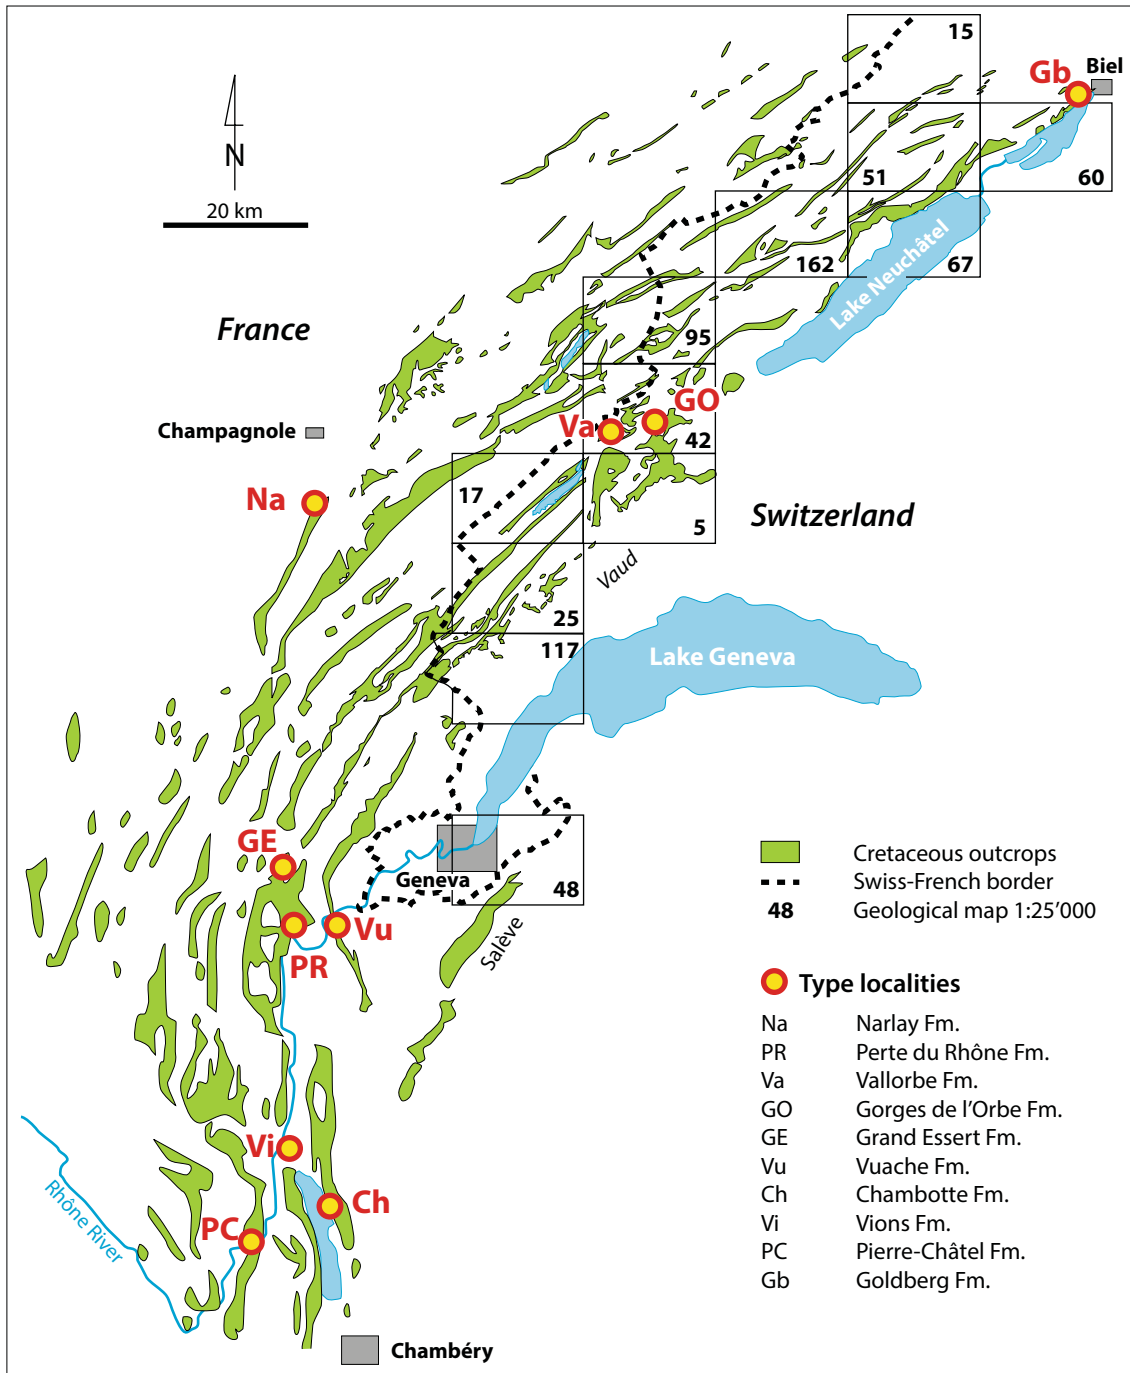 15
Biel
Gb
N
20 km
51
60
Lake Neuchâtel
162
67
France
95
GO
Va
Champagnole
42
Na
17
Switzerland
5
Vaud
25
117
Lake Geneva
GE
Geneva
48
Vu
Salève
PR
Cretaceous outcrops
Swiss-French border
48 Geological map 1:25'000
Type localities
Na Narlay Fm.
PR Perte du Rhône Fm.
Va Vallorbe Fm.
GO Gorges de l'Orbe Fm.
GE Grand Essert Fm.
Vu Vuache Fm.
Ch Chambotte Fm.
Vi Vions Fm.
PC Pierre-Châtel Fm.
Gb Goldberg Fm.
Vi
Ch
Rhône River
PC
Chambéry